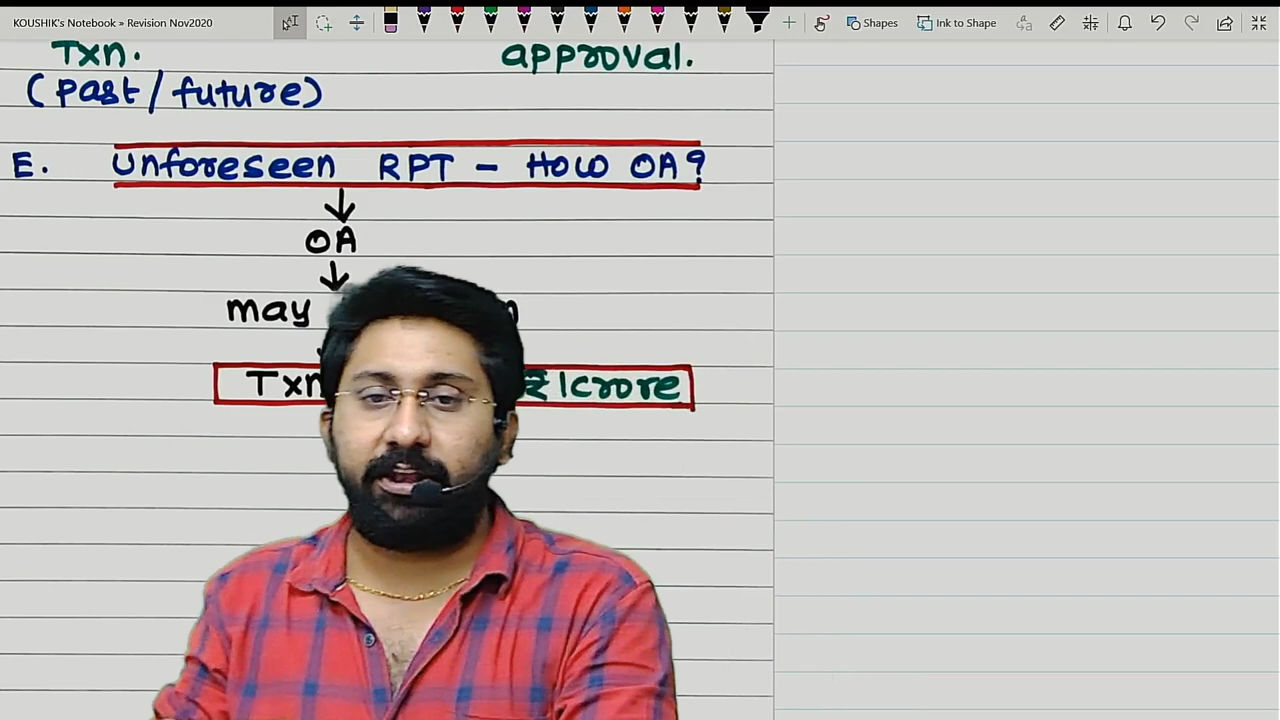 KOUSHIK's Notebook » Revision Nov2020
Shapes
Ink to Shape
Txn. approval.
(past/future)
E. Unforeseen RPT - How OA?
OA
may
Txn ₹1crore